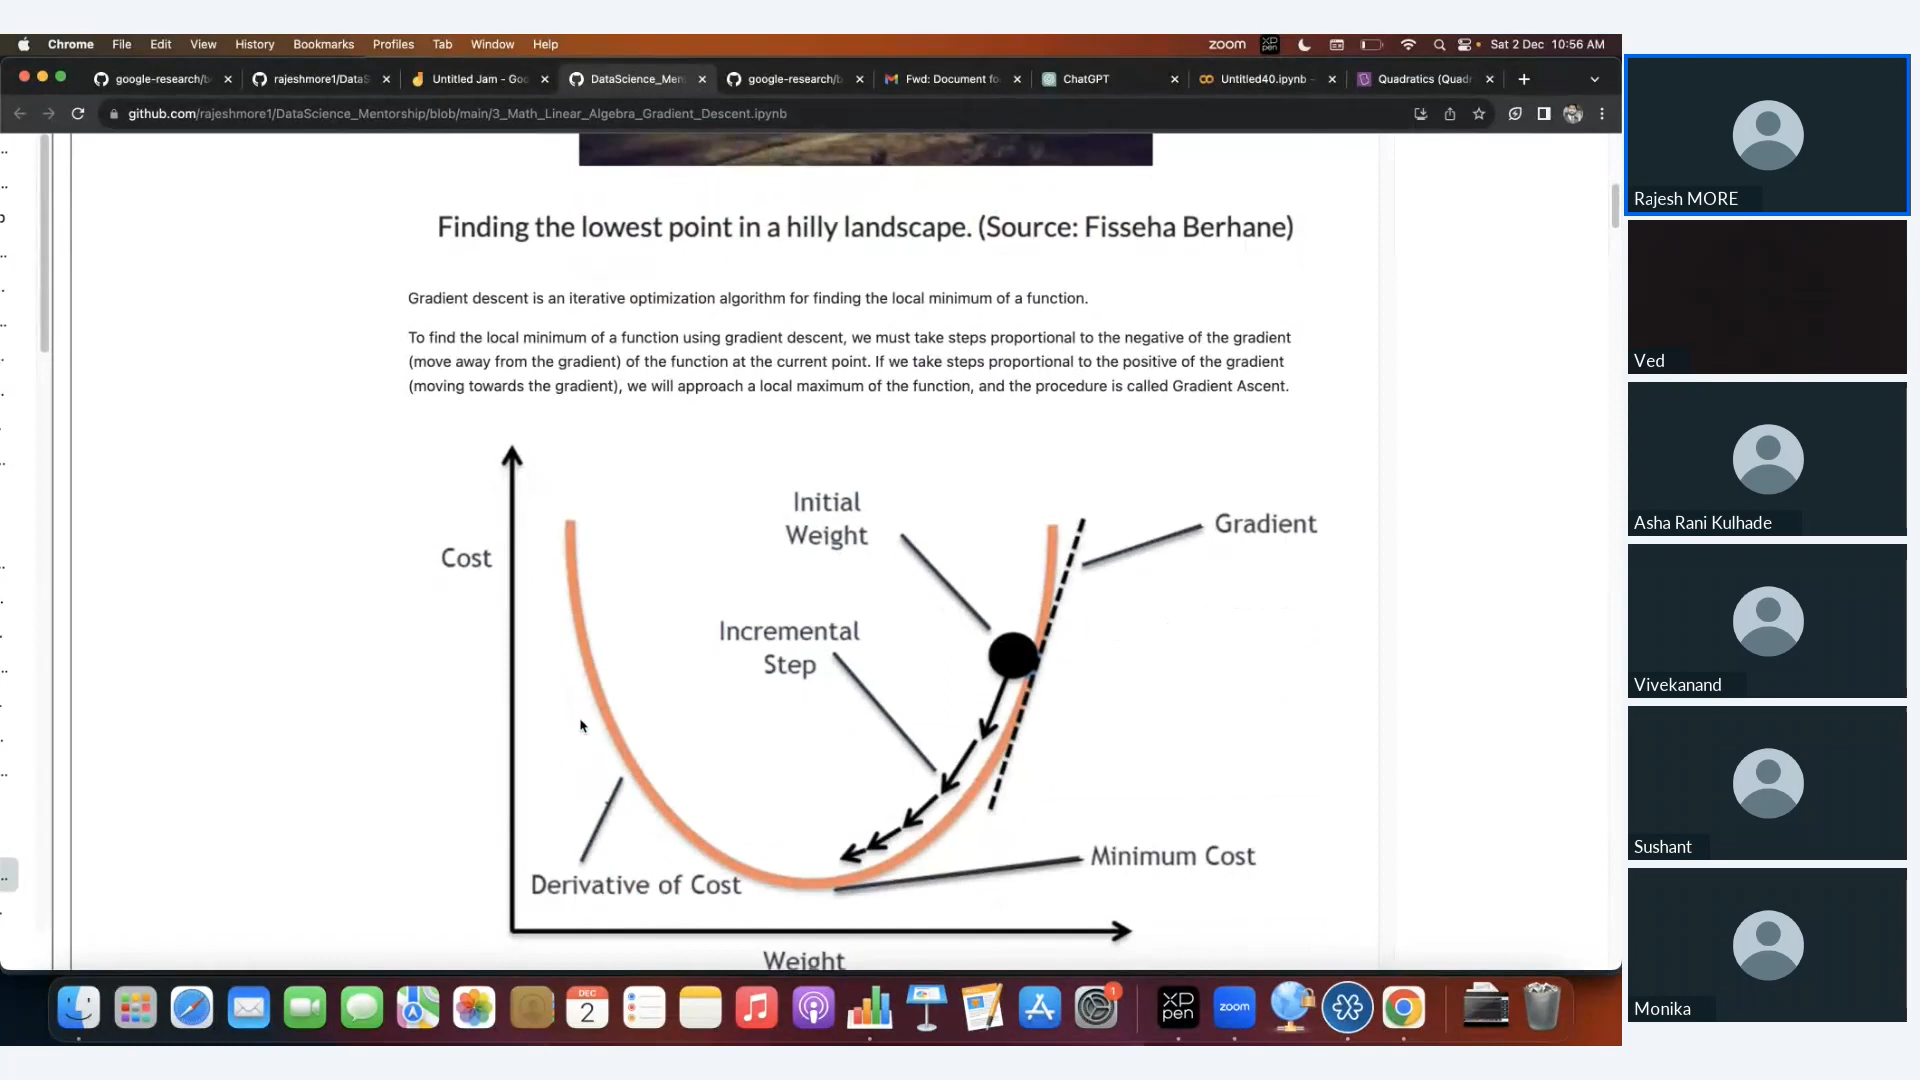 Chrome File Edit View History Bookmarks Profiles Tab Window Help zoom Sat 2 Dec 10:56 AM
google-research/b rajeshmore1/DataS Untitled Jam - Goo DataScience_Men google-research/b Fwd: Document fo ChatGPT Untitled40.ipynb - Quadratics (Quadr
github.com/rajeshmore1/DataScience_Mentorship/blob/main/3_Math_Linear_Algebra_Gradient_Descent.ipynb
Finding the lowest point in a hilly landscape. (Source: Fisseha Berhane)
Gradient descent is an iterative optimization algorithm for finding the local minimum of a function.
To find the local minimum of a function using gradient descent, we must take steps proportional to the negative of the gradient
(move away from the gradient) of the function at the current point. If we take steps proportional to the positive of the gradient
(moving towards the gradient), we will approach a local maximum of the function, and the procedure is called Gradient Ascent.
Initial
Weight
Gradient
Cost
Incremental
Step
Minimum Cost
Derivative of Cost
Weight
DEC
2
1
XP
pen
zoom
Rajesh MORE
Ved
Asha Rani Kulhade
Vivekanand
Sushant
Monika